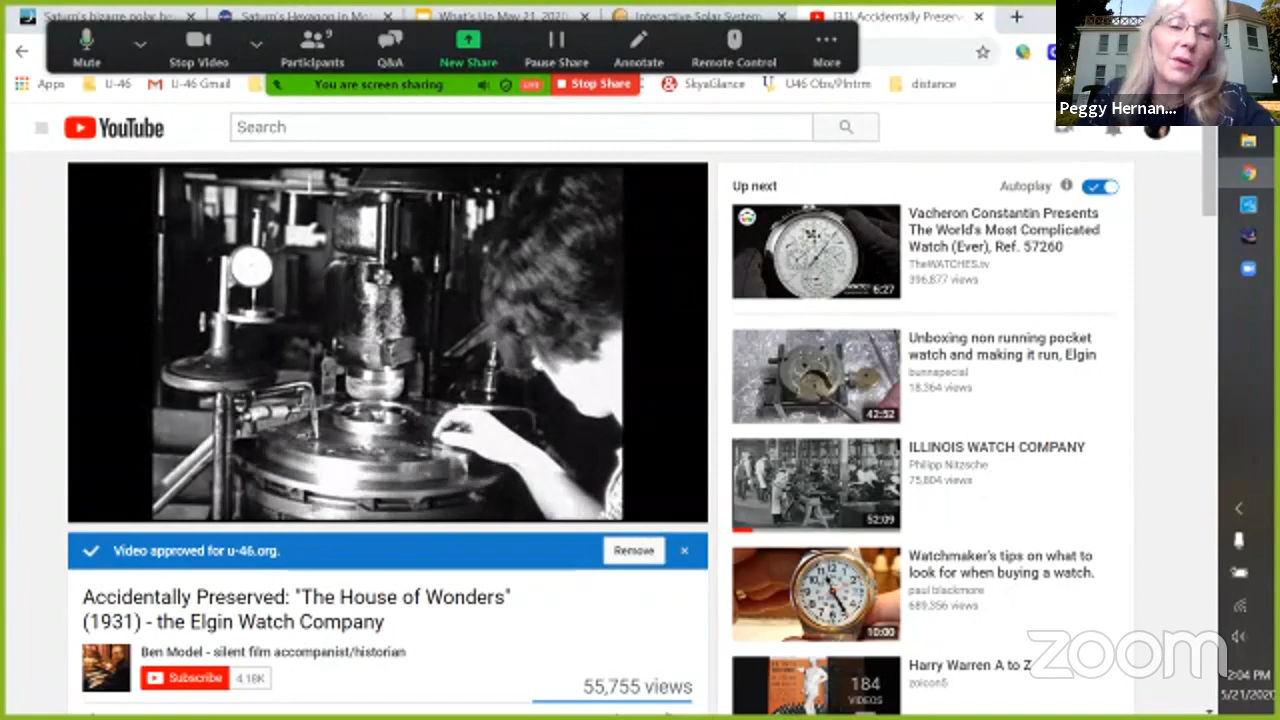 Saturn's bizarre polar he
Saturn's Hexagon in Mot
What's Up May 21, 2020
Interactive Solar System
(31) Accidentally Preserv
Mute
Stop Video
9
Participants
Q&A
New Share
Pause Share
Annotate
Remote Control
More
Peggy Hernan...
Apps
U-46
U-46 Gmail
You are screen sharing
LIVE
Stop Share
SkyaGlance
U46 Obs/Plntrm
distance
YouTube
Search
Up next
Autoplay
Vacheron Constantin Presents
The World's Most Complicated
Watch (Ever), Ref. 57260
TheWATCHES.tv
396,877 views
6:27
Unboxing non running pocket
watch and making it run, Elgin
bunnspecial
18,364 views
42:52
ILLINOIS WATCH COMPANY
Philipp Nitzsche
75,804 views
52:09
Video approved for u-46.org.
Remove
Watchmaker's tips on what to
look for when buying a watch.
paul blackmore
689,356 views
10:00
Accidentally Preserved: "The House of Wonders"
(1931) - the Elgin Watch Company
Ben Model - silent film accompanist/historian
Subscribe
4.18K
55,755 views
Harry Warren A to Z
zoicon5
184
VIDEOS
zoom
2:04 PM
5/21/2020